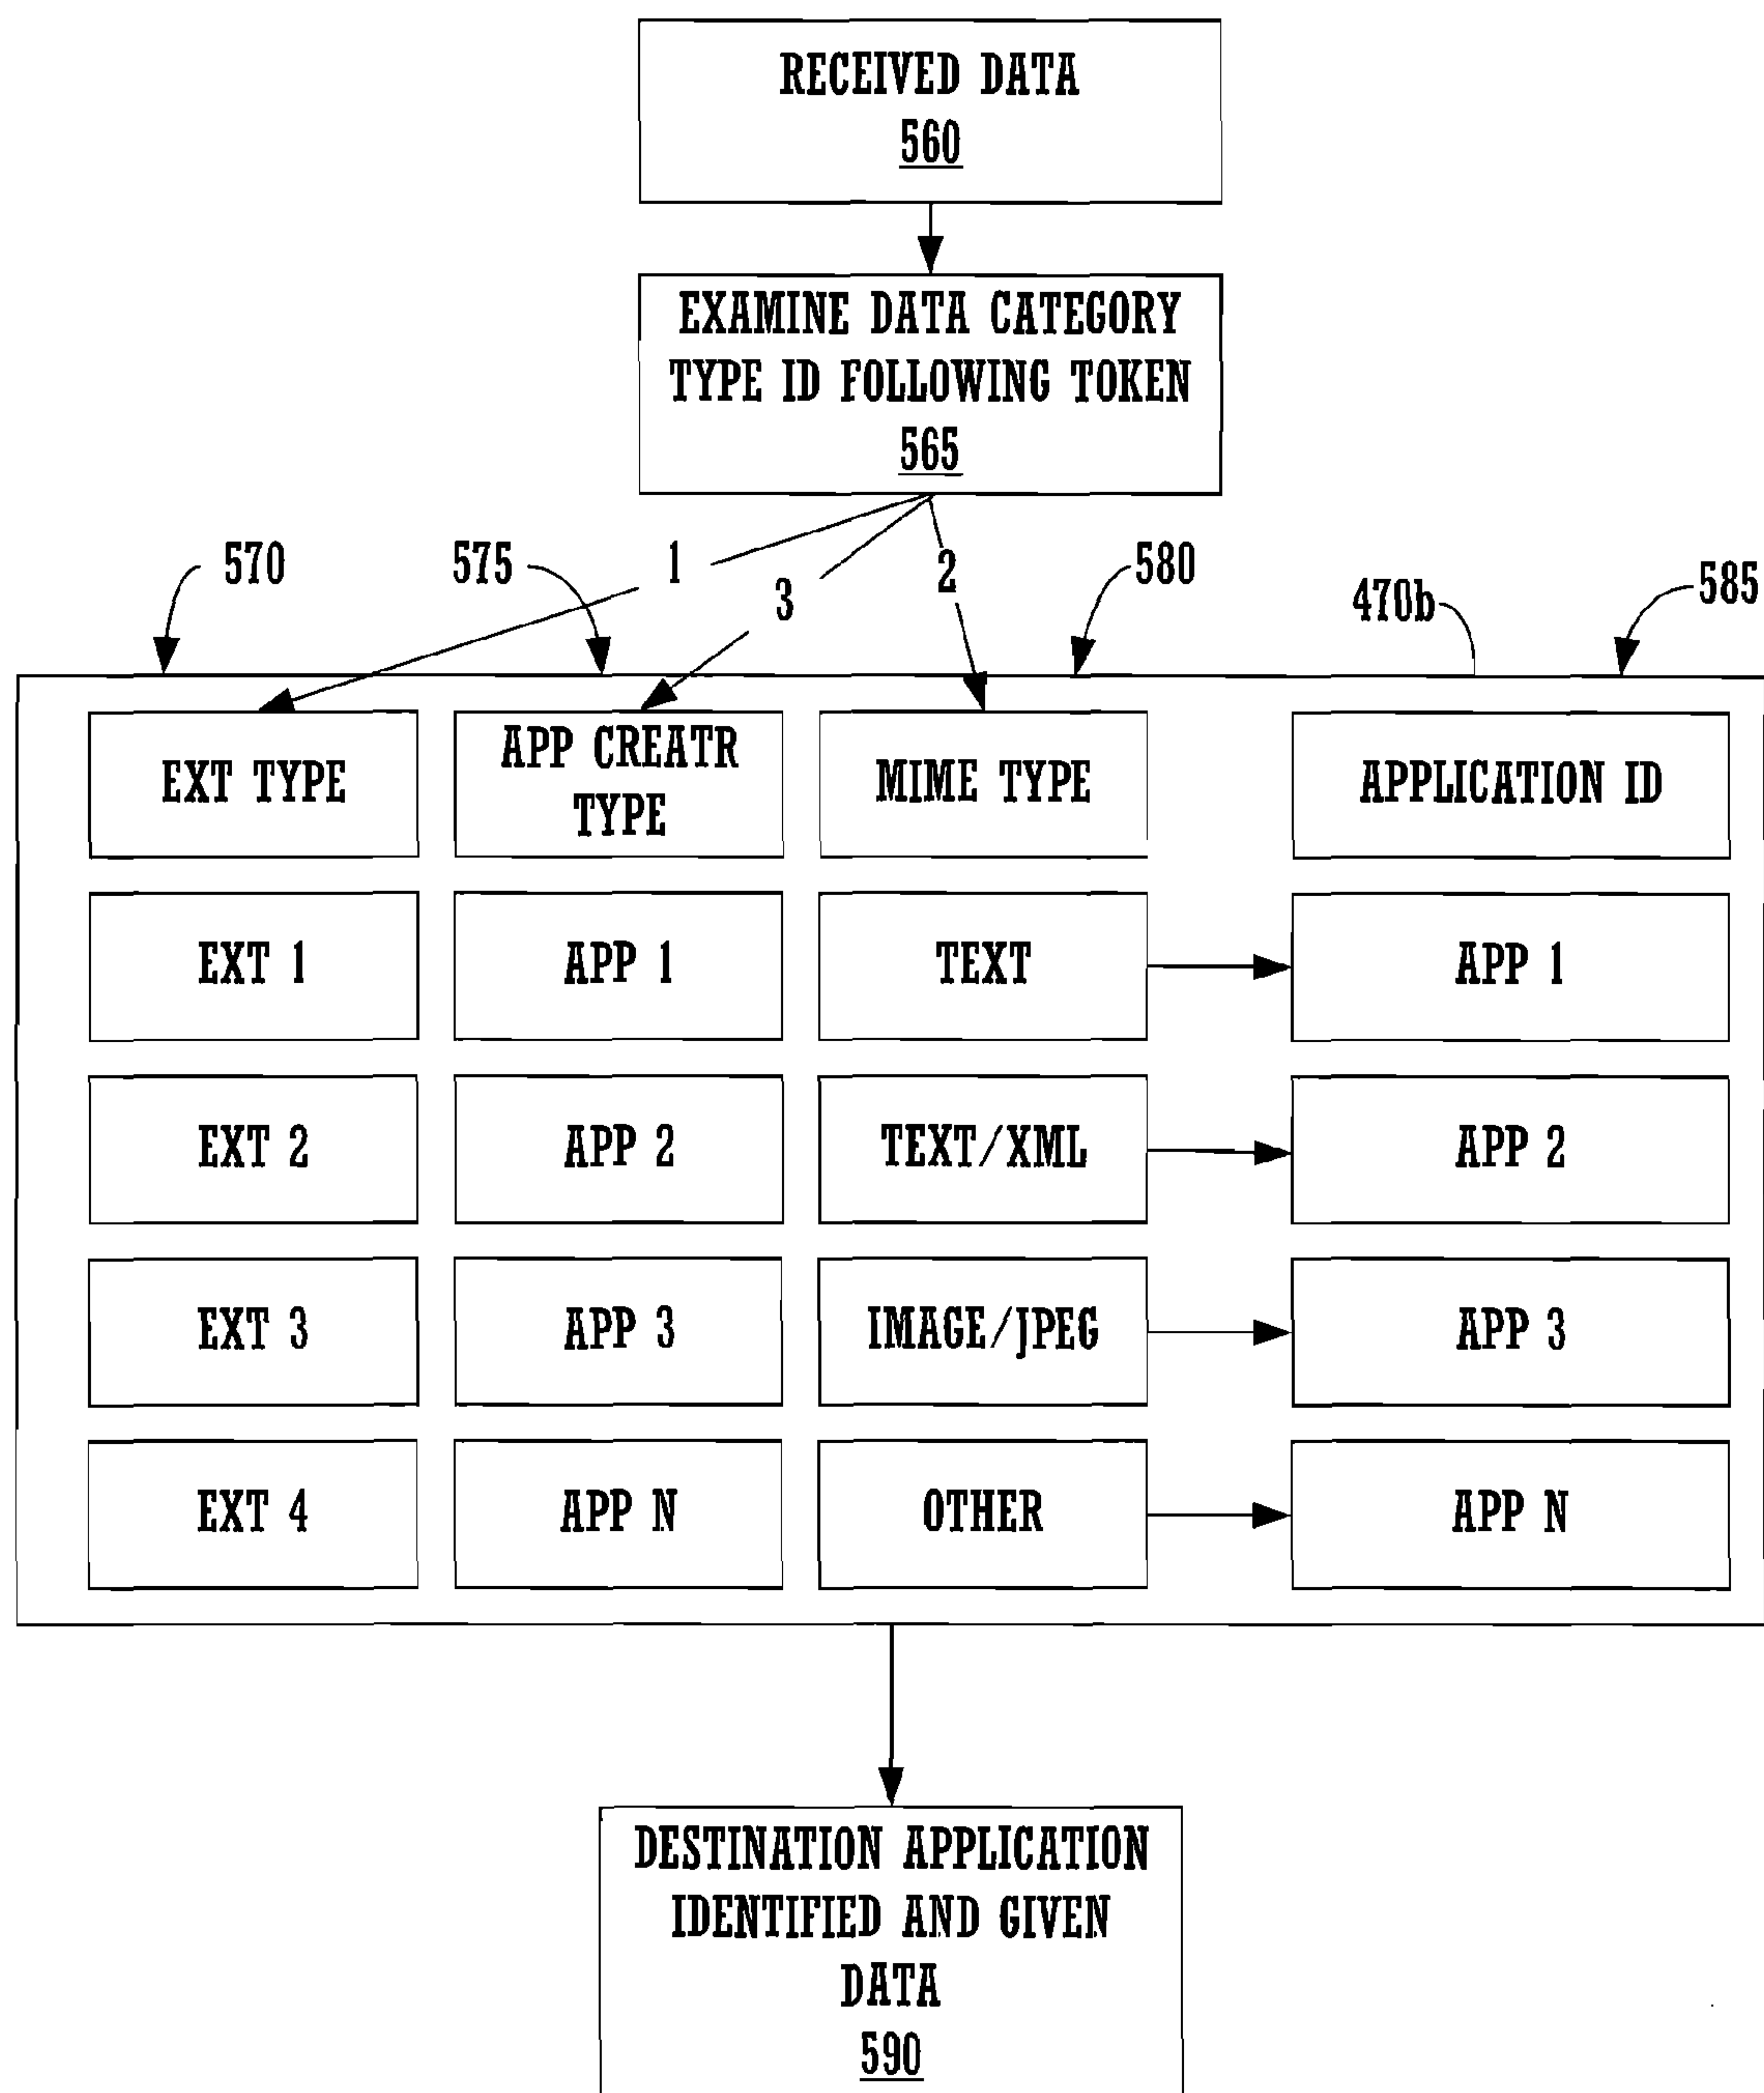 RECEIVED DATA
560
EXAMINE DATA CATEGORY
TYPE ID FOLLOWING TOKEN
565
570
575
1
3
2
580
470b
585
EXT TYPE
APP CREATR
TYPE
MIME TYPE
APPLICATION ID
EXT 1
APP 1
TEXT
APP 1
EXT 2
APP 2
TEXT/XML
APP 2
EXT 3
APP 3
IMAGE/JPEG
APP 3
EXT 4
APP N
OTHER
APP N
DESTINATION APPLICATION
IDENTIFIED AND GIVEN
DATA
590